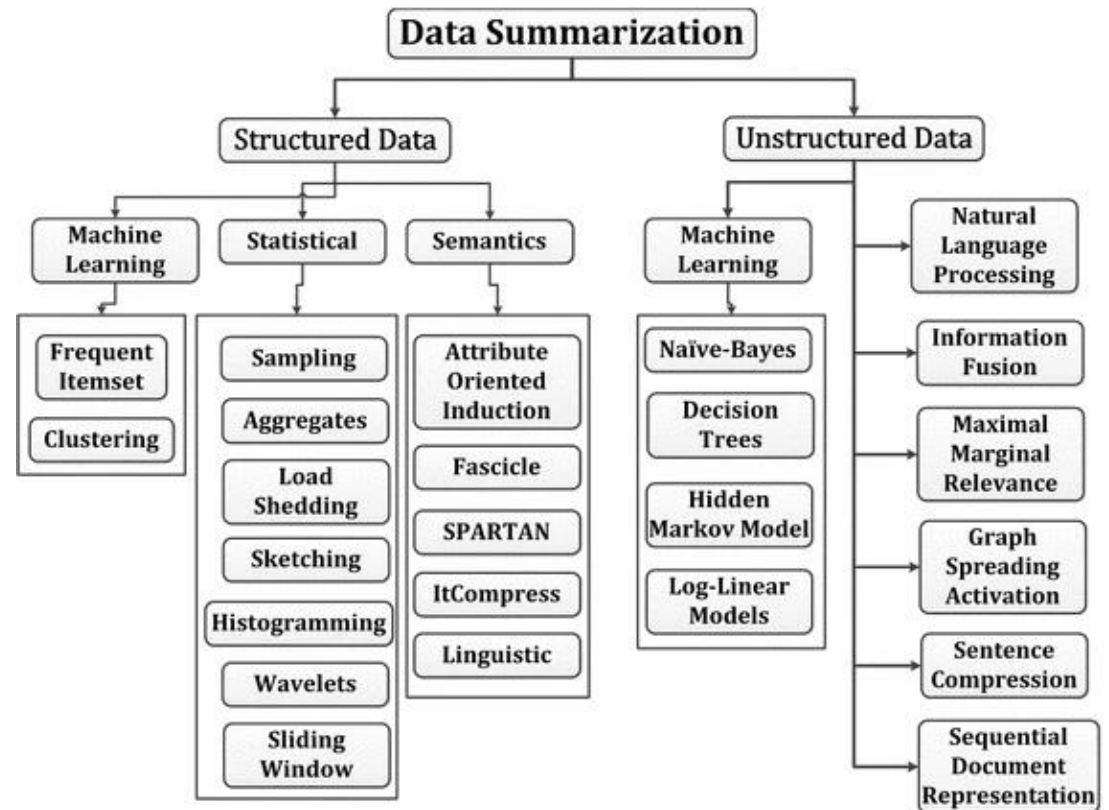 Data Summarization
Structured Data
Unstructured Data
Machine
Learning
Statistical
Semantics
Machine
Learning
Natural
Language
Processing
Frequent
Itemset
Clustering
Sampling
Aggregates
Load
Shedding
Sketching
Histogramming
Wavelets
Sliding
Window
Attribute
Oriented
Induction
Fascicle
SPARTAN
ItCompress
Linguistic
Naïve-Bayes
Decision
Trees
Hidden
Markov Model
Log-Linear
Models
Information
Fusion
Maximal
Marginal
Relevance
Graph
Spreading
Activation
Sentence
Compression
Sequential
Document
Representation